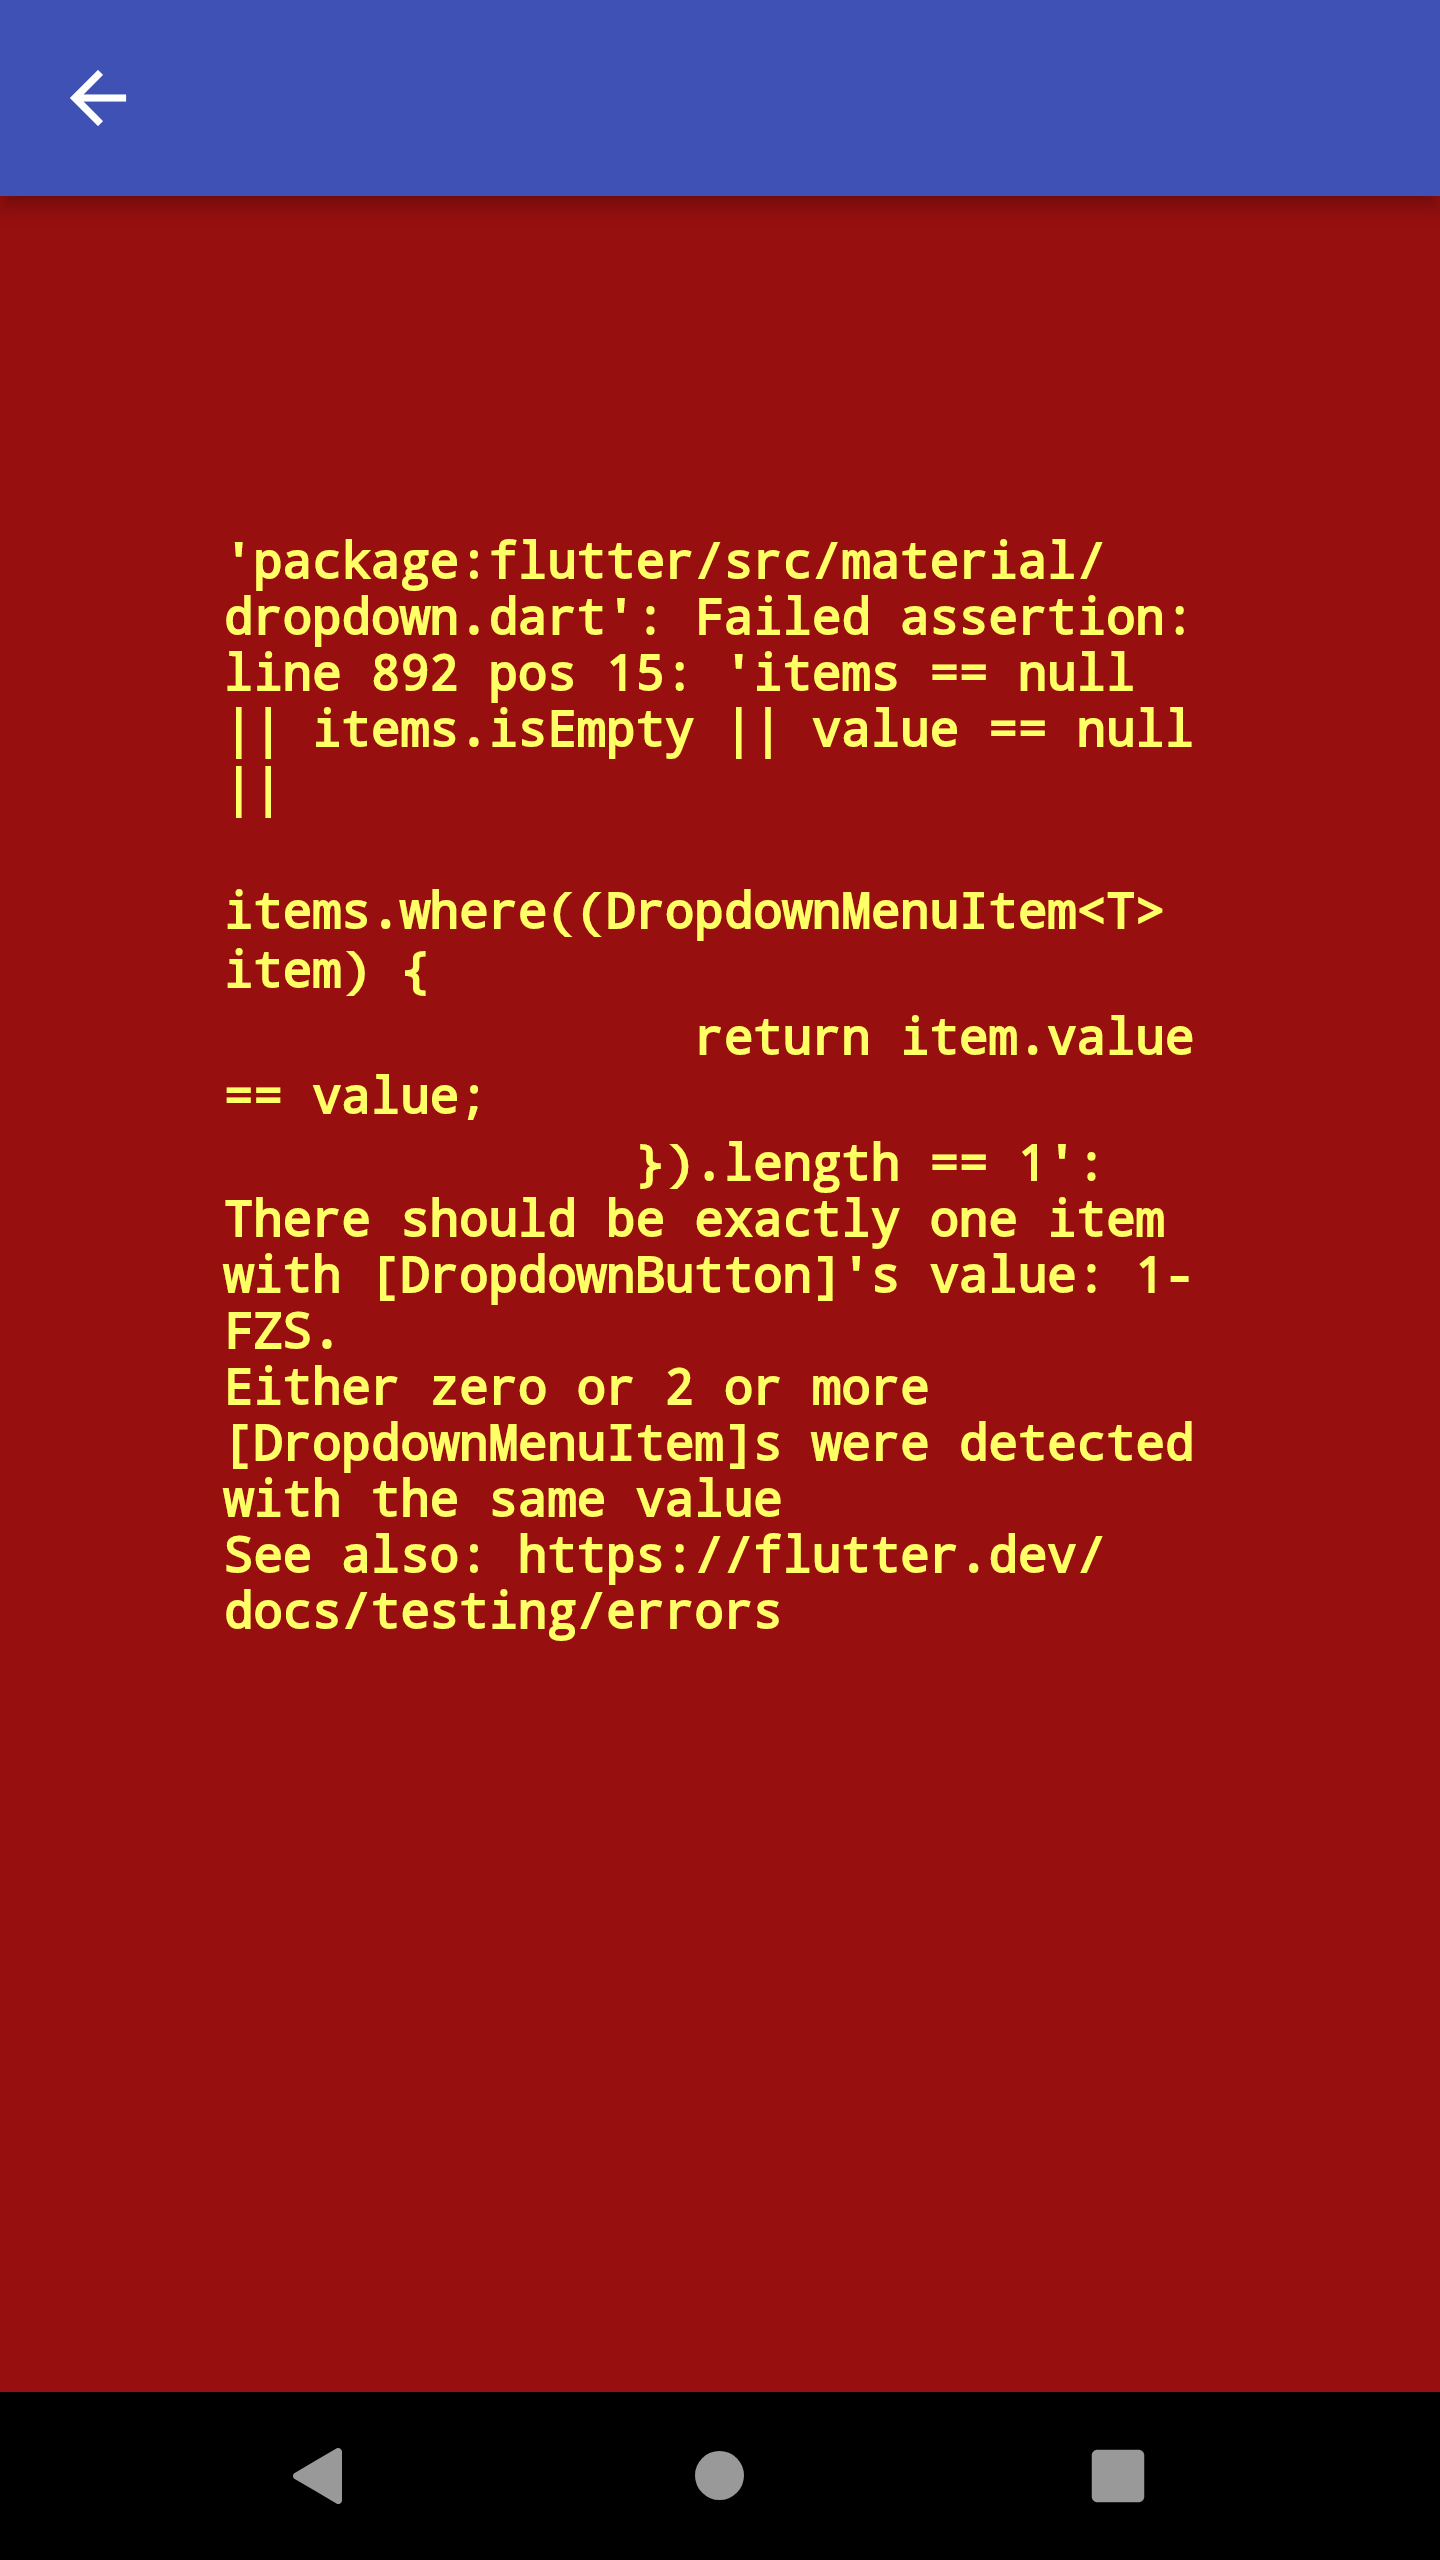 'package:flutter/src/material/
dropdown.dart': Failed assertion:
line 892 pos 15: 'items == null
|| items.isEmpty || value == null
||
items.where((DropdownMenuItem<T>
item) {
return item.value
== value;
}).length == 1':
There should be exactly one item
with [DropdownButton]'s value: 1-
FZS.
Either zero or 2 or more
[DropdownMenuItem]s were detected
with the same value
See also: https://flutter.dev/
docs/testing/errors